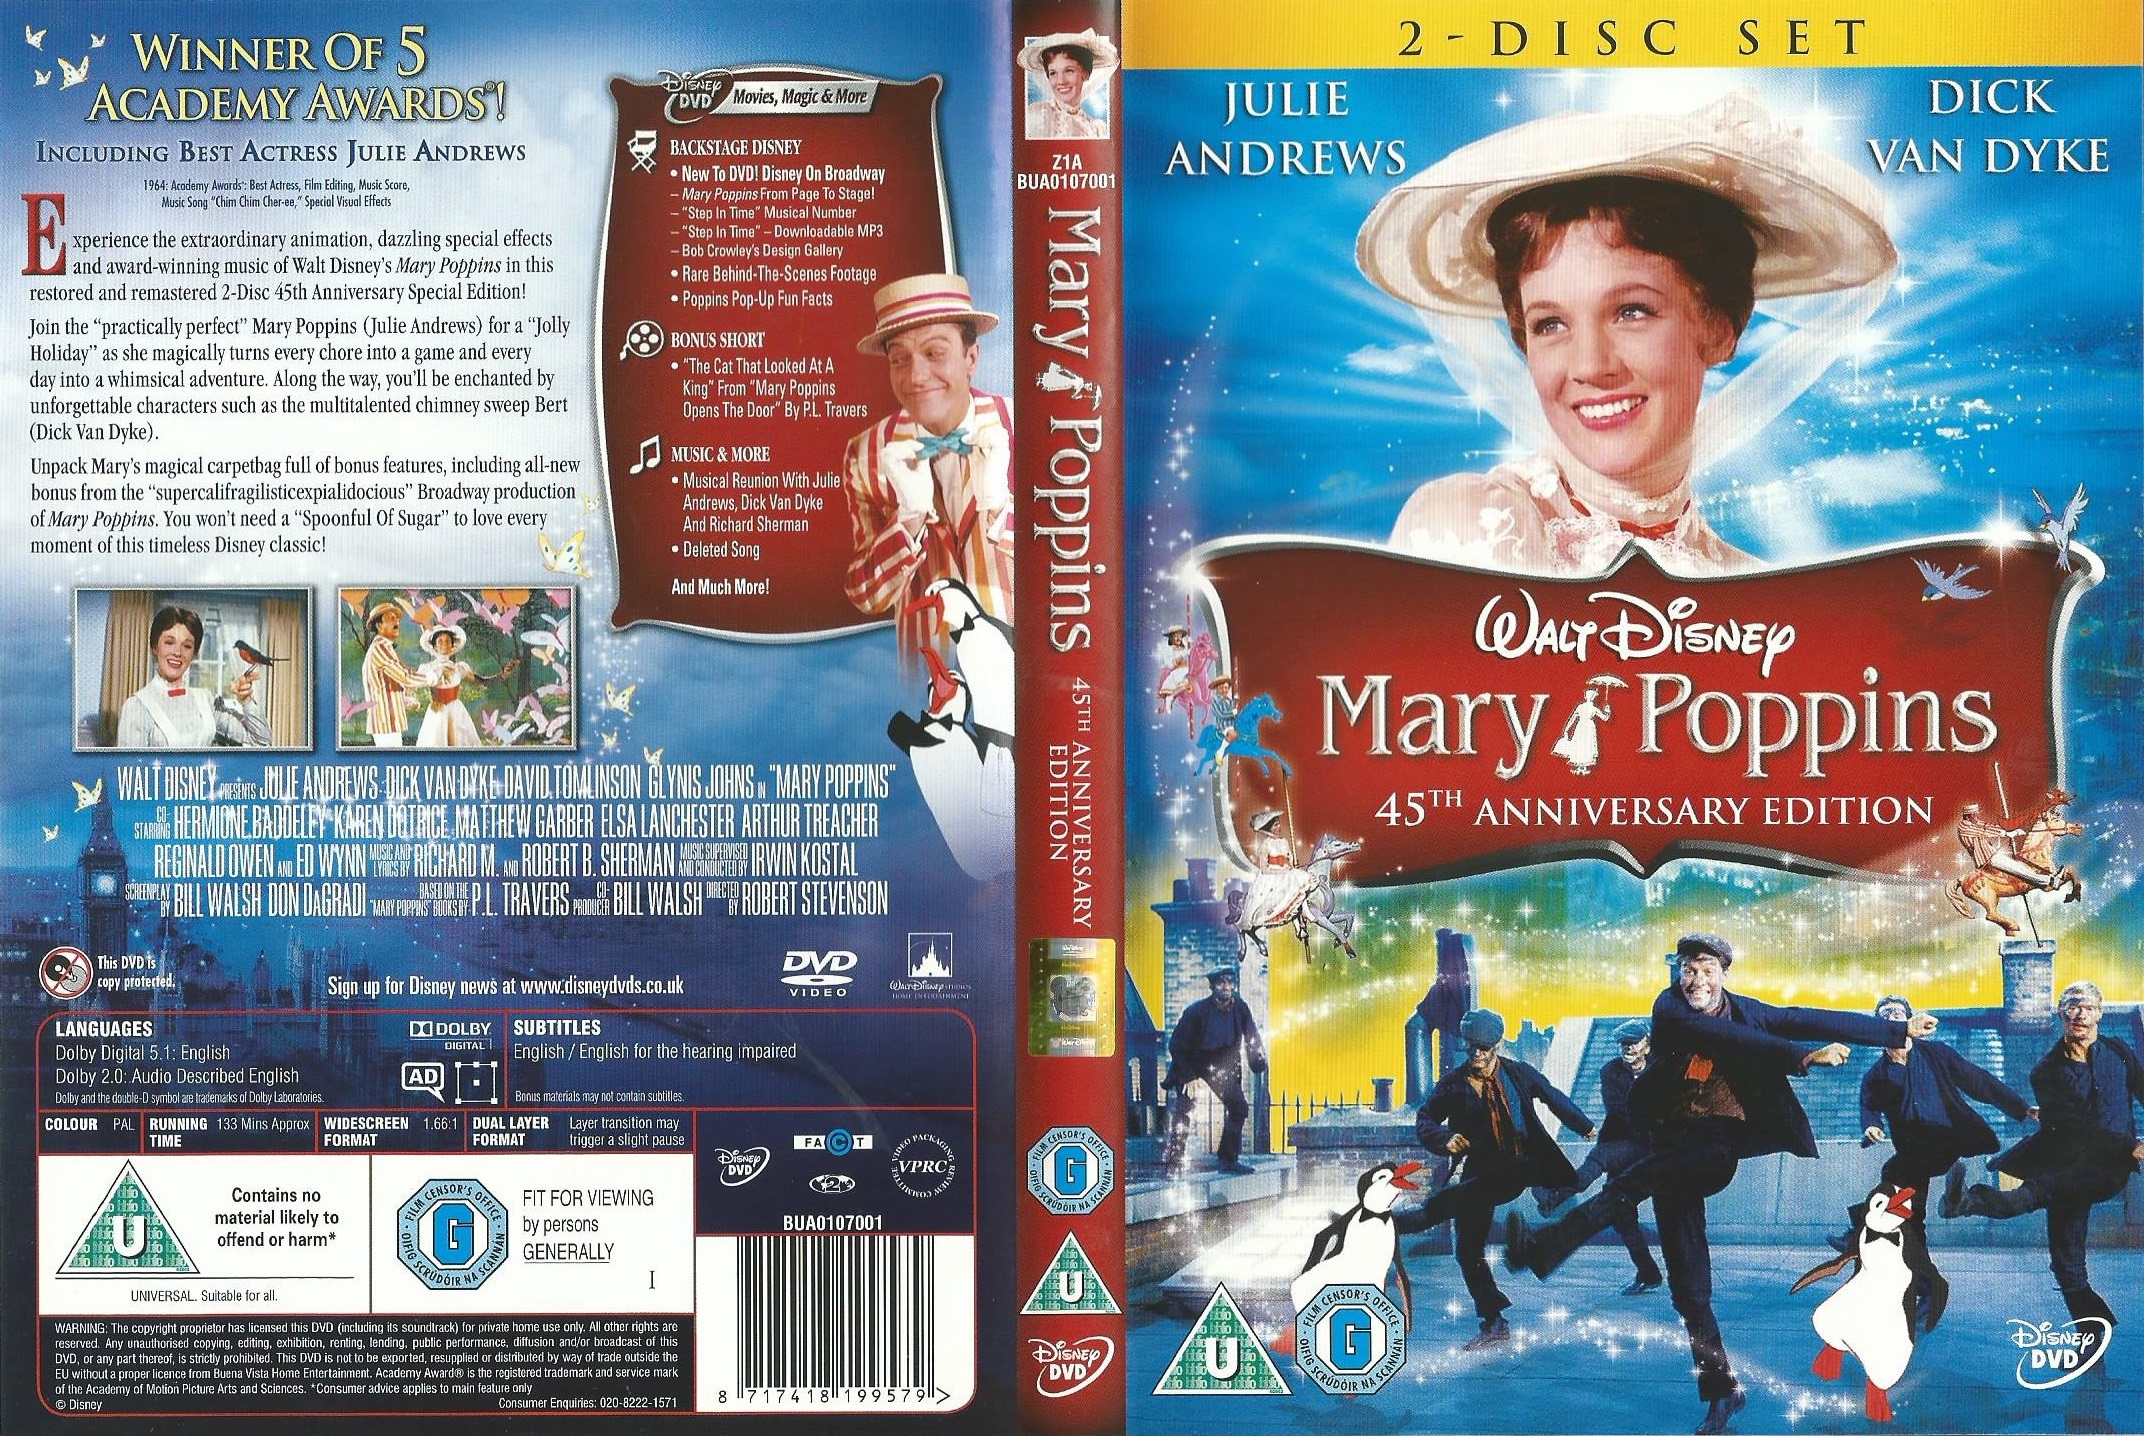 WINNER OF 5
ACADEMY AWARDS®!
INCLUDING BEST ACTRESS JULIE ANDREWS
1964: Academy Awards®: Best Actress, Film Editing, Music Score,
Music Song "Chim Chim Cher-ee," Special Visual Effects
Experience the extraordinary animation, dazzling special effects
and award-winning music of Walt Disney's Mary Poppins in this
restored and remastered 2-Disc 45th Anniversary Special Edition!
Join the "practically perfect" Mary Poppins (Julie Andrews) for a "Jolly
Holiday" as she magically turns every chore into a game and every
day into a whimsical adventure. Along the way, you'll be enchanted by
unforgettable characters such as the multitalented chimney sweep Bert
(Dick Van Dyke).
Unpack Mary's magical carpetbag full of bonus features, including all-new
bonus from the "supercalifragilisticexpialidocious" Broadway production
of Mary Poppins. You won't need a "Spoonful Of Sugar" to love every
moment of this timeless Disney classic!
DISNEY DVD Movies, Magic & More
BACKSTAGE DISNEY
• New To DVD! Disney On Broadway
– Mary Poppins From Page To Stage!
– "Step In Time" Musical Number
– "Step In Time" – Downloadable MP3
– Bob Crowley's Design Gallery
• Rare Behind-The-Scenes Footage
• Poppins Pop-Up Fun Facts
BONUS SHORT
• "The Cat That Looked At A
King" From "Mary Poppins
Opens The Door" By P.L. Travers
MUSIC & MORE
• Musical Reunion With Julie
Andrews, Dick Van Dyke
And Richard Sherman
• Deleted Song
And Much More!
WALT DISNEY PRESENTS JULIE ANDREWS · DICK VAN DYKE · DAVID TOMLINSON GLYNIS JOHNS IN "MARY POPPINS"
CO-STARRING HERMIONE BADDELEY KAREN DOTRICE MATTHEW GARBER ELSA LANCHESTER ARTHUR TREACHER
REGINALD OWEN AND ED WYNN MUSIC AND LYRICS BY RICHARD M. AND ROBERT B. SHERMAN MUSIC SUPERVISED AND CONDUCTED BY IRWIN KOSTAL
SCREENPLAY BY BILL WALSH DON DAGRADI BASED ON THE "MARY POPPINS" BOOKS BY P.L. TRAVERS CO-PRODUCER BILL WALSH DIRECTED BY ROBERT STEVENSON
This DVD is
copy protected.
Sign up for Disney news at www.disneydvds.co.uk
DVD
VIDEO
WALT DISNEY STUDIOS
HOME ENTERTAINMENT
LANGUAGES
Dolby Digital 5.1: English
Dolby 2.0: Audio Described English
Dolby and the double-D symbol are trademarks of Dolby Laboratories.
DOLBY
DIGITAL
AD
SUBTITLES
English / English for the hearing impaired
Bonus materials may not contain subtitles.
COLOUR PAL
RUNNING TIME 133 Mins Approx
WIDESCREEN FORMAT 1.66:1
DUAL LAYER FORMAT Layer transition may
trigger a slight pause
U
Contains no
material likely to
offend or harm*
UNIVERSAL. Suitable for all.
FILM CENSOR'S OFFICE · OIFIG SCRÚDÓIR NA SCANNÁN
G
FIT FOR VIEWING
by persons
GENERALLY
I
DISNEY DVD
FACT
2
VIDEO PACKAGING REVIEW COMMITTEE
VPRC
BUA0107001
8 717418 199579 >
WARNING: The copyright proprietor has licensed this DVD (including its soundtrack) for private home use only. All other rights are
reserved. Any unauthorised copying, editing, exhibition, renting, lending, public performance, diffusion and/or broadcast of this
DVD, or any part thereof, is strictly prohibited. This DVD is not to be exported, resupplied or distributed by way of trade outside the
EU without a proper licence from Buena Vista Home Entertainment. Academy Award® is the registered trademark and service mark
of the Academy of Motion Picture Arts and Sciences. *Consumer advice applies to main feature only
© Disney
Consumer Enquiries: 020-8222-1571
Z1A
BUA0107001
Mary Poppins
45TH ANNIVERSARY
EDITION
FILM CENSOR'S OFFICE · OIFIG SCRÚDÓIR NA SCANNÁN
G
U
DISNEY DVD
2-DISC SET
JULIE
ANDREWS
DICK
VAN DYKE
WALT DISNEY
Mary Poppins
45TH ANNIVERSARY EDITION
U
FILM CENSOR'S OFFICE · OIFIG SCRÚDÓIR NA SCANNÁN
G
DISNEY DVD